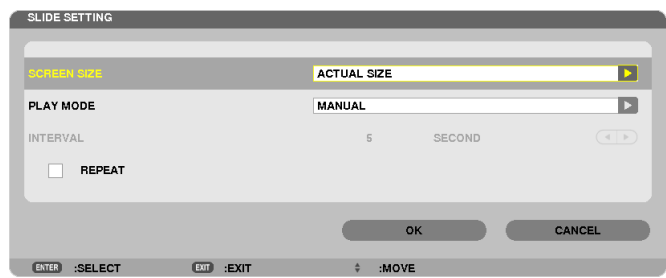 SLIDE SETTING
SCREEN SIZE ACTUAL SIZE
PLAY MODE MANUAL
INTERVAL 5 SECOND
REPEAT
OK CANCEL
ENTER :SELECT EXIT :EXIT :MOVE